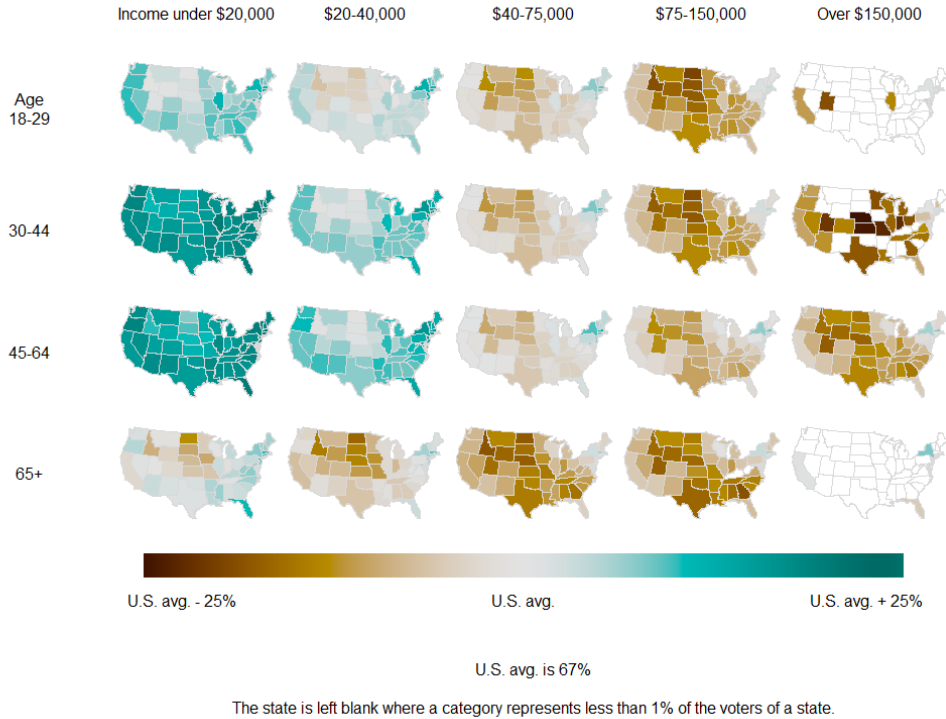 Income under $20,000 $20-40,000 $40-75,000 $75-150,000 Over $150,000
Age
18-29
30-44
45-64
65+
U.S. avg. - 25% U.S. avg. U.S. avg. + 25%
U.S. avg. is 67%
The state is left blank where a category represents less than 1% of the voters of a state.